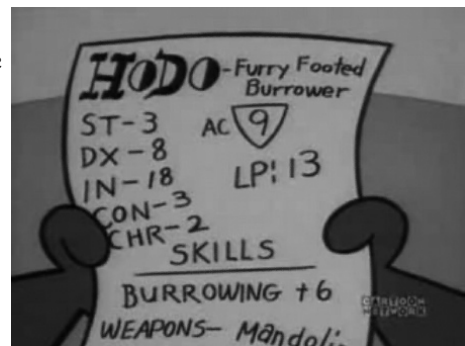 HODO - Furry Footed
Burrower
ST-3
AC 9
DX-8
LP: 13
IN-18
CON-3
CHR-2
SKILLS
BURROWING +6
WEAPONS-
CARTOON
NETWORK